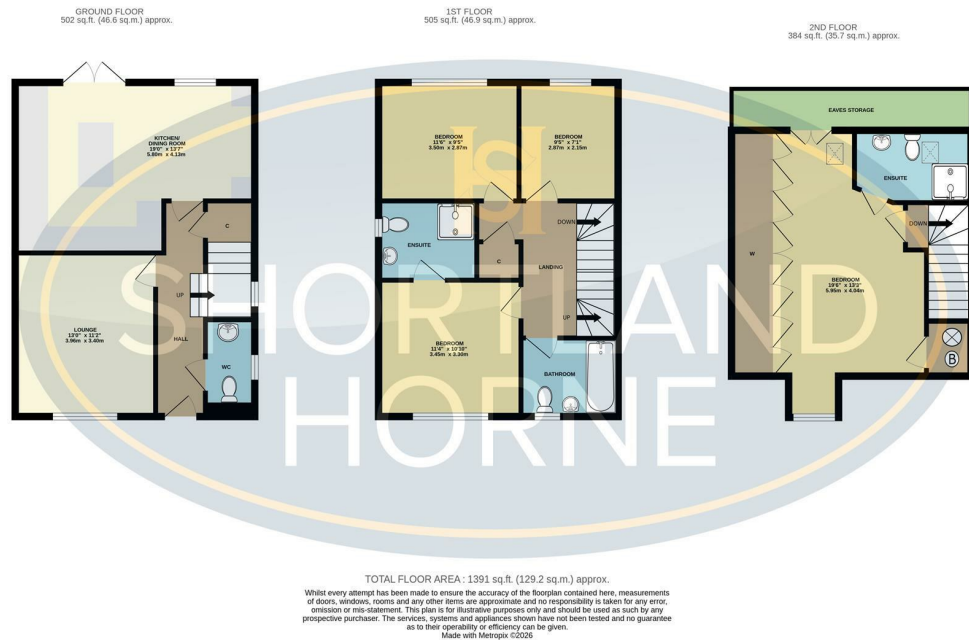 GROUND FLOOR
502 sq.ft. (46.6 sq.m.) approx.
1ST FLOOR
505 sq.ft. (46.9 sq.m.) approx.
2ND FLOOR
384 sq.ft. (35.7 sq.m.) approx.
KITCHEN/
DINING ROOM
19'0" x 13'7"
5.80m x 4.13m
C
UP
LOUNGE
13'0" x 11'2"
3.96m x 3.40m
HALL
WC
BEDROOM
11'6" x 9'5"
3.50m x 2.87m
BEDROOM
9'5" x 7'1"
2.87m x 2.15m
DOWN
ENSUITE
C
LANDING
UP
BEDROOM
11'4" x 10'10"
3.45m x 3.30m
BATHROOM
EAVES STORAGE
ENSUITE
DOWN
W
BEDROOM
19'6" x 13'3"
5.95m x 4.04m
B
SH
SHORTLAND
HORNE
TOTAL FLOOR AREA : 1391 sq.ft. (129.2 sq.m.) approx.
Whilst every attempt has been made to ensure the accuracy of the floorplan contained here, measurements
of doors, windows, rooms and any other items are approximate and no responsibility is taken for any error,
omission or mis-statement. This plan is for illustrative purposes only and should be used as such by any
prospective purchaser. The services, systems and appliances shown have not been tested and no guarantee
as to their operability or efficiency can be given.
Made with Metropix ©2026